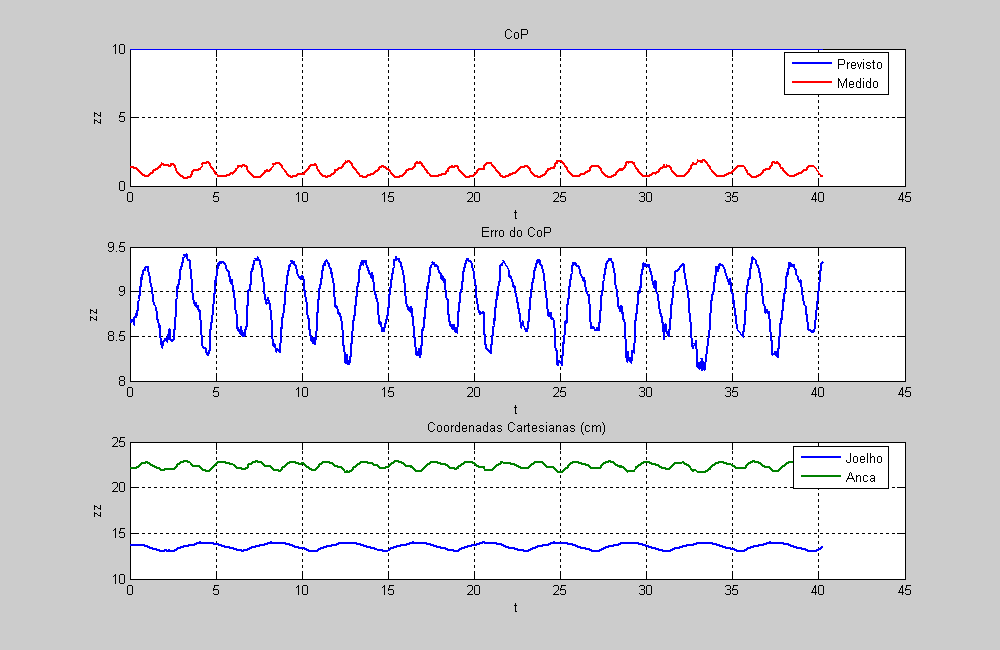 CoP
10
5
0
zz
0 5 10 15 20 25 30 35 40 45
t
Previsto
Medido
Erro do CoP
9.5
9
8.5
8
zz
0 5 10 15 20 25 30 35 40 45
t
Coordenadas Cartesianas (cm)
25
20
15
10
zz
0 5 10 15 20 25 30 35 40 45
t
Joelho
Anca